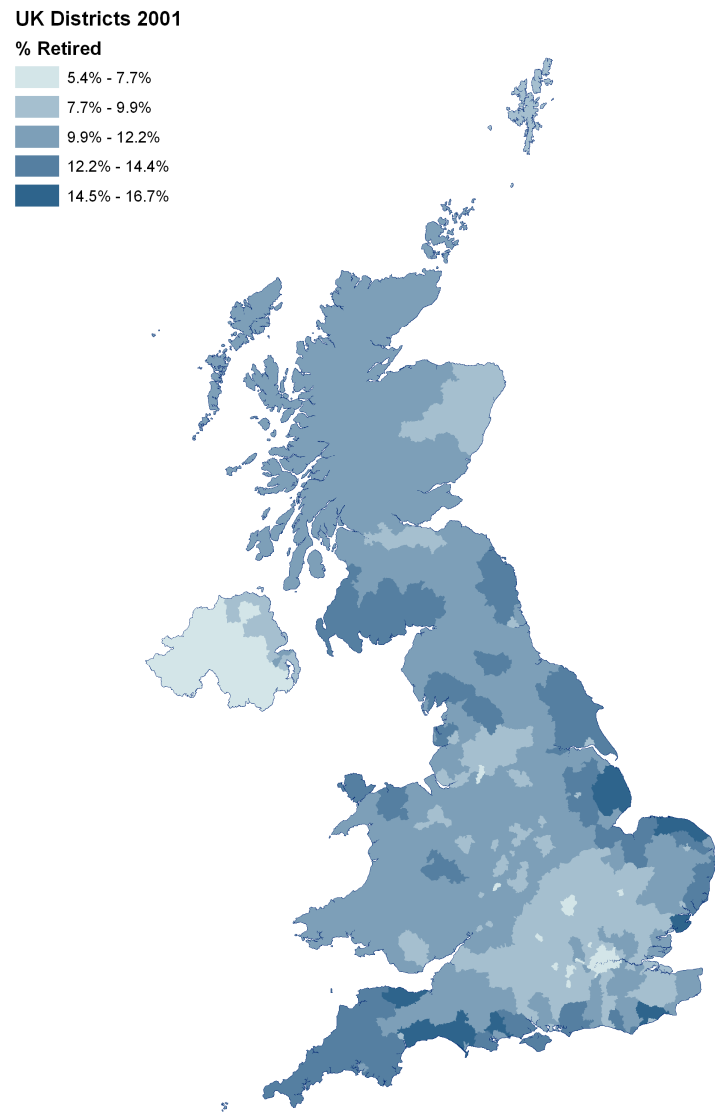 UK Districts 2001
% Retired
5.4% - 7.7%
7.7% - 9.9%
9.9% - 12.2%
12.2% - 14.4%
14.5% - 16.7%